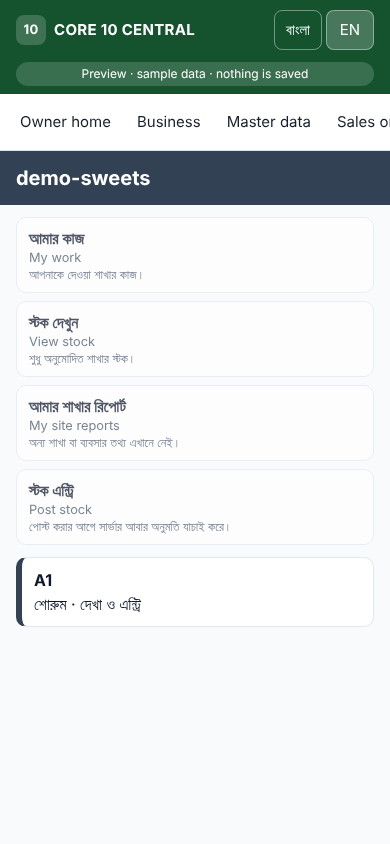 10 CORE 10 CENTRAL বাংলা EN
Preview · sample data · nothing is saved
Owner home Business Master data Sales
demo-sweets
আমার কাজ
My work
আপনাকে দেওয়া শাখার কাজ।
স্টক দেখুন
View stock
শুধু অনুমোদিত শাখার স্টক।
আমার শাখার রিপোর্ট
My site reports
অন্য শাখা বা ব্যবসার তথ্য এখানে নেই।
স্টক এন্ট্রি
Post stock
পোস্ট করার আগে সার্ভার আবার অনুমতি যাচাই করে।
A1
শোরুম · দেখা ও এন্ট্রি